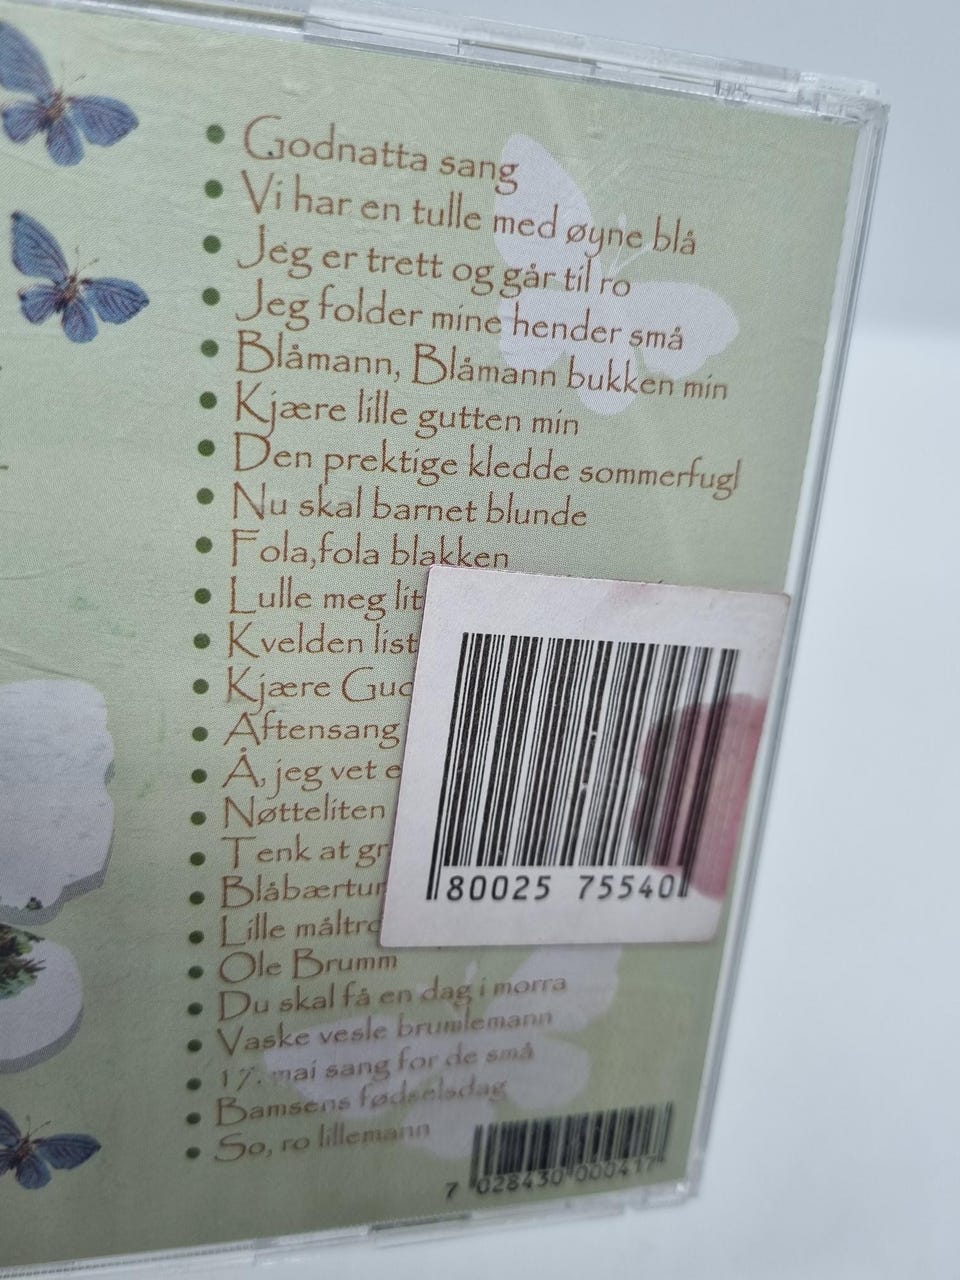 Godnatta sang
Vi har en tulle med øyne blå
Jeg er trett og går til ro
Jeg folder mine hender små
Blåmann, Blåmann bukken min
Kjære lille gutten min
Den prektige kledde sommerfugl
Nu skal barnet blunde
Fola,fola blakken
Lulle meg
Kvelden
Kjære
Aftensang
Å, jeg vet
Nøtteliten
Tenk at
Lille
Ole Brumm
Du skal få en dag i morra
Vaske vesle brumlemann
17. mai sang for de små
Bamsens fødselsdag
So, ro lillemann
80025 75540
7 028430 000417